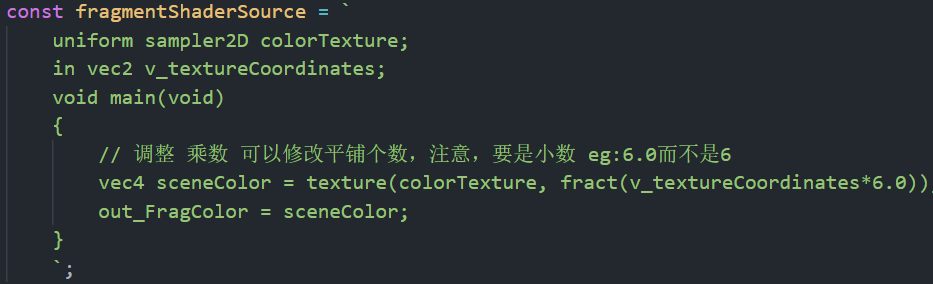 const fragmentShaderSource = `
uniform sampler2D colorTexture;
in vec2 v_textureCoordinates;
void main(void)
{
// 调整 乘数 可以修改平铺个数，注意，要是小数 eg:6.0而不是6
vec4 sceneColor = texture(colorTexture, fract(v_textureCoordinates*6.0));
out_FragColor = sceneColor;
}
`;